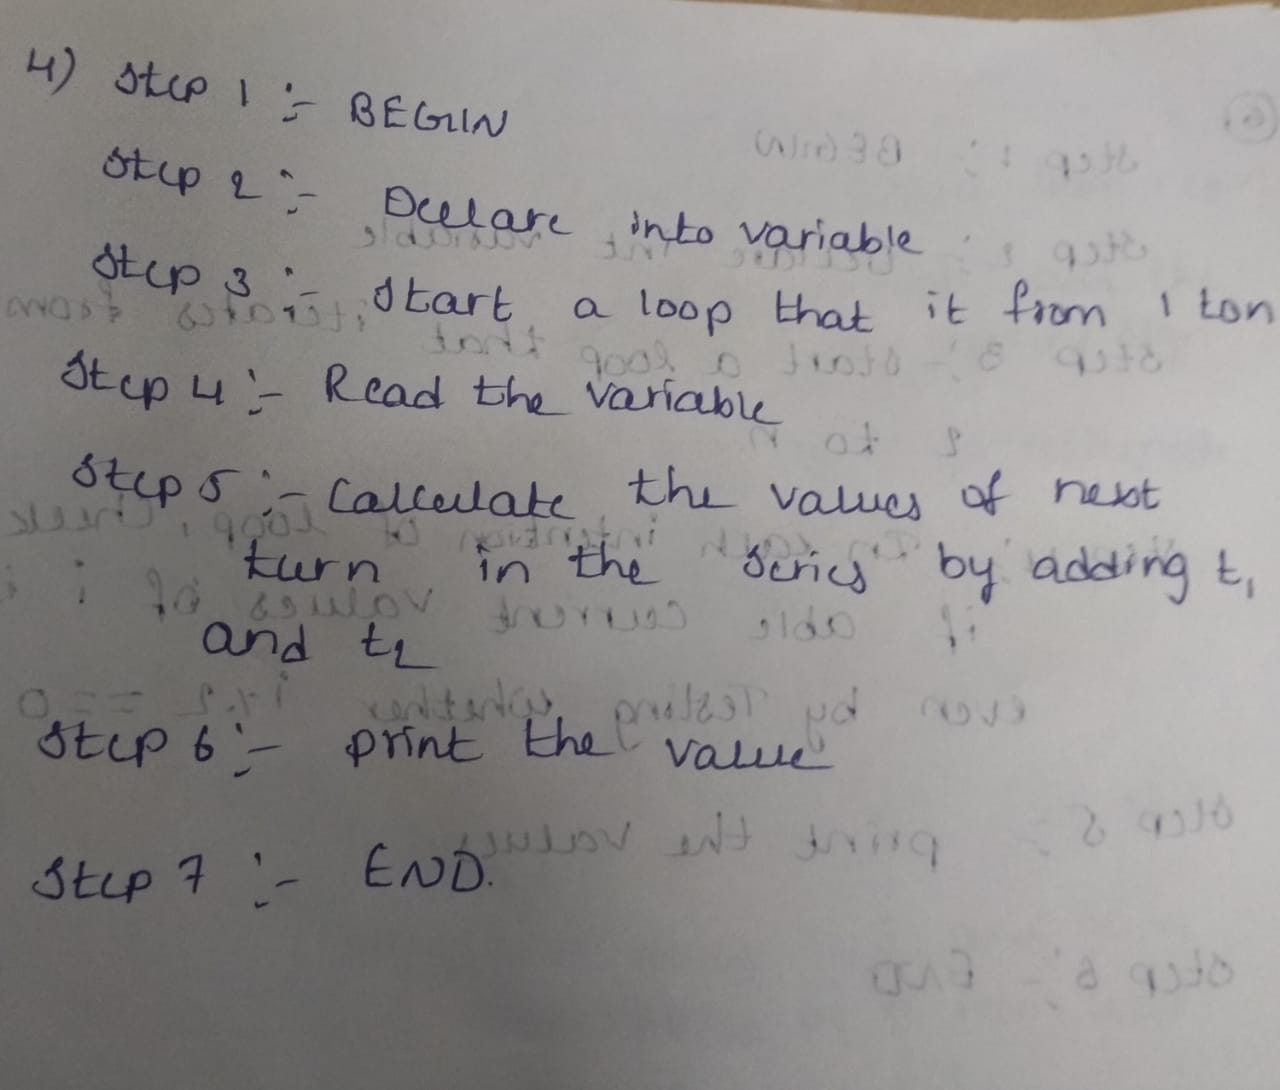 4) Step 1 :- BEGIN
Step 2 :- Declare into variable
Step 3 :- Start a loop that it from 1 ton
Step 4 :- Read the variable
Step 5 :- Calculate the values of next
turn in the series by adding t1
and t2
Step 6 :- print the value
Step 7 :- END.